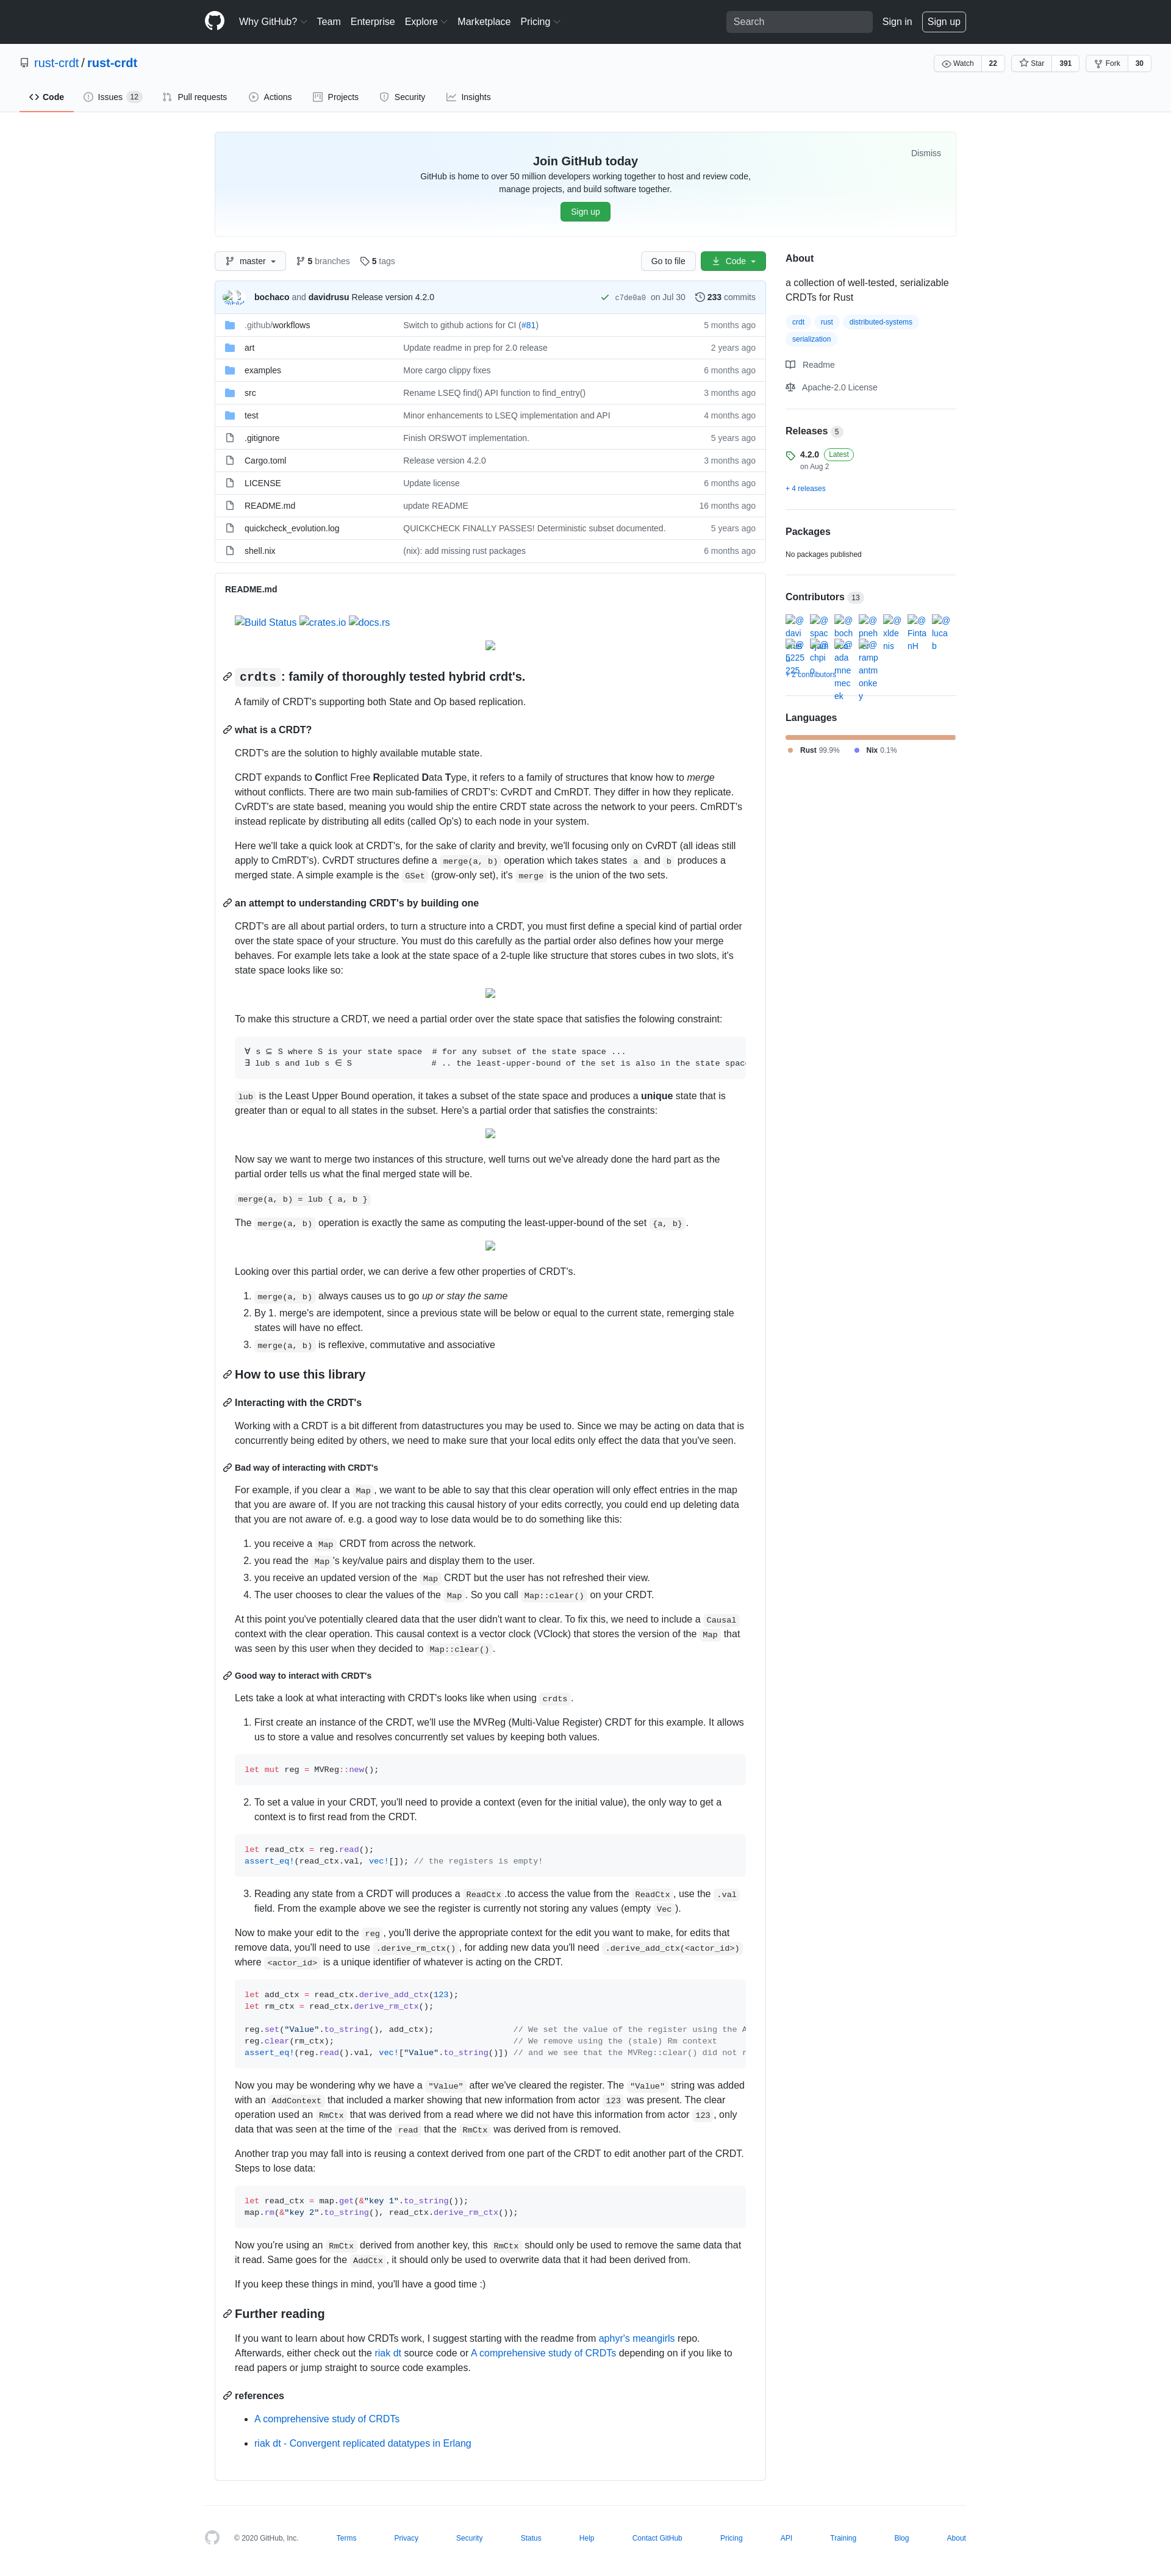 Why GitHub? Team Enterprise Explore Marketplace Pricing Search Sign in Sign up
rust-crdt / rust-crdt
Watch 22 Star 391 Fork 30
Code Issues 12 Pull requests Actions Projects Security Insights
Dismiss
Join GitHub today
GitHub is home to over 50 million developers working together to host and review code,
manage projects, and build software together.
Sign up
master 5 branches 5 tags Go to file Code
bochaco and davidrusu Release version 4.2.0 c7de0a0 on Jul 30 233 commits
.github/workflows Switch to github actions for CI (#81) 5 months ago
art Update readme in prep for 2.0 release 2 years ago
examples More cargo clippy fixes 6 months ago
src Rename LSEQ find() API function to find_entry() 3 months ago
test Minor enhancements to LSEQ implementation and API 4 months ago
.gitignore Finish ORSWOT implementation. 5 years ago
Cargo.toml Release version 4.2.0 3 months ago
LICENSE Update license 6 months ago
README.md update README 16 months ago
quickcheck_evolution.log QUICKCHECK FINALLY PASSES! Deterministic subset documented. 5 years ago
shell.nix (nix): add missing rust packages 6 months ago
README.md
Build Status crates.io docs.rs
crdts: family of thoroughly tested hybrid crdt's.
A family of CRDT's supporting both State and Op based replication.
what is a CRDT?
CRDT's are the solution to highly available mutable state.
CRDT expands to Conflict Free Replicated Data Type, it refers to a family of structures that know how to merge
without conflicts. There are two main sub-families of CRDT's: CvRDT and CmRDT. They differ in how they replicate.
CvRDT's are state based, meaning you would ship the entire CRDT state across the network to your peers. CmRDT's
instead replicate by distributing all edits (called Op's) to each node in your system.
Here we'll take a quick look at CRDT's, for the sake of clarity and brevity, we'll be focusing only on CvRDT (all ideas still
apply to CmRDT's). CvRDT structures define a merge(a, b) operation which takes states a and b produces a
merged state. A simple example is the GSet (grow-only set), it's merge is the union of the two sets.
an attempt to understanding CRDT's by building one
CRDT's are all about partial orders, to turn a structure into a CRDT, you must first define a special kind of partial order
over the state space of your structure. You must do this carefully as the partial order also defines how your merge
behaves. For example lets take a look at the state space of a 2-tuple like structure that stores cubes in two slots, it's
state space looks like so:
To make this structure a CRDT, we need a partial order over the state space that satisfies the folowing constraint:
∀ s ⊆ S where S is your state space # for any subset of the state space ...
∃ lub s and lub s ∈ S # .. the least-upper-bound of the set is also in the state space
lub is the Least Upper Bound operation, it takes a subset of the state space and produces a unique state that is
greater than or equal to all states in the subset. Here's a partial order that satisfies the constraints:
Now say we want to merge two instances of this structure, well turns out we've already done the hard part as the
partial order tells us what the final merged state will be.
merge(a, b) = lub { a, b }
The merge(a, b) operation is exactly the same as computing the least-upper-bound of the set {a, b}.
Looking over this partial order, we can derive a few other properties of CRDT's.
1. merge(a, b) always causes us to go up or stay the same
2. By 1. merge's are idempotent, since a previous state will be below or equal to the current state, remerging stale
states will have no effect.
3. merge(a, b) is reflexive, commutative and associative
How to use this library
Interacting with the CRDT's
Working with a CRDT is a bit different from datastructures you may be used to. Since we may be acting on data that is
concurrently being edited by others, we need to make sure that your local edits only effect the data that you've seen.
Bad way of interacting with CRDT's
For example, if you clear a Map, we want to be able to say that this clear operation will only effect entries in the map
that you are aware of. If you are not tracking this causal history of your edits correctly, you could end up deleting data
that you are not aware of. e.g. a good way to lose data would be to do something like this:
1. you receive a Map CRDT from across the network.
2. you read the Map's key/value pairs and display them to the user.
3. you receive an updated version of the Map CRDT but the user has not refreshed their view.
4. The user chooses to clear the values of the Map. So you call Map::clear() on your CRDT.
At this point you've potentially cleared data that the user didn't want to clear. To fix this, we need to include a Causal
context with the clear operation. This causal context is a vector clock (VClock) that stores the version of the Map that
was seen by this user when they decided to Map::clear().
Good way to interact with CRDT's
Lets take a look at what interacting with CRDT's looks like when using crdts.
1. First create an instance of the CRDT, we'll use the MVReg (Multi-Value Register) CRDT for this example. It allows
us to store a value and resolves concurrently set values by keeping both values.
let mut reg = MVReg::new();
2. To set a value in your CRDT, you'll need to provide a context (even for the initial value), the only way to get a
context is to first read from the CRDT.
let read_ctx = reg.read();
assert_eq!(read_ctx.val, vec![]); // the registers is empty!
3. Reading any state from a CRDT will produces a ReadCtx.to access the value from the ReadCtx, use the .val
field. From the example above we see the register is currently not storing any values (empty Vec).
Now to make your edit to the reg, you'll derive the appropriate context for the edit you want to make, for edits that
remove data, you'll need to use .derive_rm_ctx(), for adding new data you'll need .derive_add_ctx(<actor_id>)
where <actor_id> is a unique identifier of whatever is acting on the CRDT.
let add_ctx = read_ctx.derive_add_ctx(123);
let rm_ctx = read_ctx.derive_rm_ctx();
reg.set("Value".to_string(), add_ctx); // We set the value of the register using the A
reg.clear(rm_ctx); // We remove using the (stale) Rm context
assert_eq!(reg.read().val, vec!["Value".to_string()]) // and we see that the MVReg::clear() did not r
Now you may be wondering why we have a "Value" after we've cleared the register. The "Value" string was added
with an AddContext that included a marker showing that new information from actor 123 was present. The clear
operation used an RmCtx that was derived from a read where we did not have this information from actor 123, only
data that was seen at the time of the read that the RmCtx was derived from is removed.
Another trap you may fall into is reusing a context derived from one part of the CRDT to edit another part of the CRDT.
Steps to lose data:
let read_ctx = map.get(&"key 1".to_string());
map.rm(&"key 2".to_string(), read_ctx.derive_rm_ctx());
Now you're using an RmCtx derived from another key, this RmCtx should only be used to remove the same data that
it read. Same goes for the AddCtx, it should only be used to overwrite data that it had been derived from.
If you keep these things in mind, you'll have a good time :)
Further reading
If you want to learn about how CRDTs work, I suggest starting with the readme from aphyr's meangirls repo.
Afterwards, either check out the riak dt source code or A comprehensive study of CRDTs depending on if you like to
read papers or jump straight to source code examples.
references
A comprehensive study of CRDTs
riak dt - Convergent replicated datatypes in Erlang
About
a collection of well-tested, serializable
CRDTs for Rust
crdt rust distributed-systems
serialization
Readme
Apache-2.0 License
Releases 5
4.2.0 Latest
on Aug 2
+ 4 releases
Packages
No packages published
Contributors 13
+ 2 contributors
Languages
Rust 99.9% Nix 0.1%
© 2020 GitHub, Inc. Terms Privacy Security Status Help Contact GitHub Pricing API Training Blog About